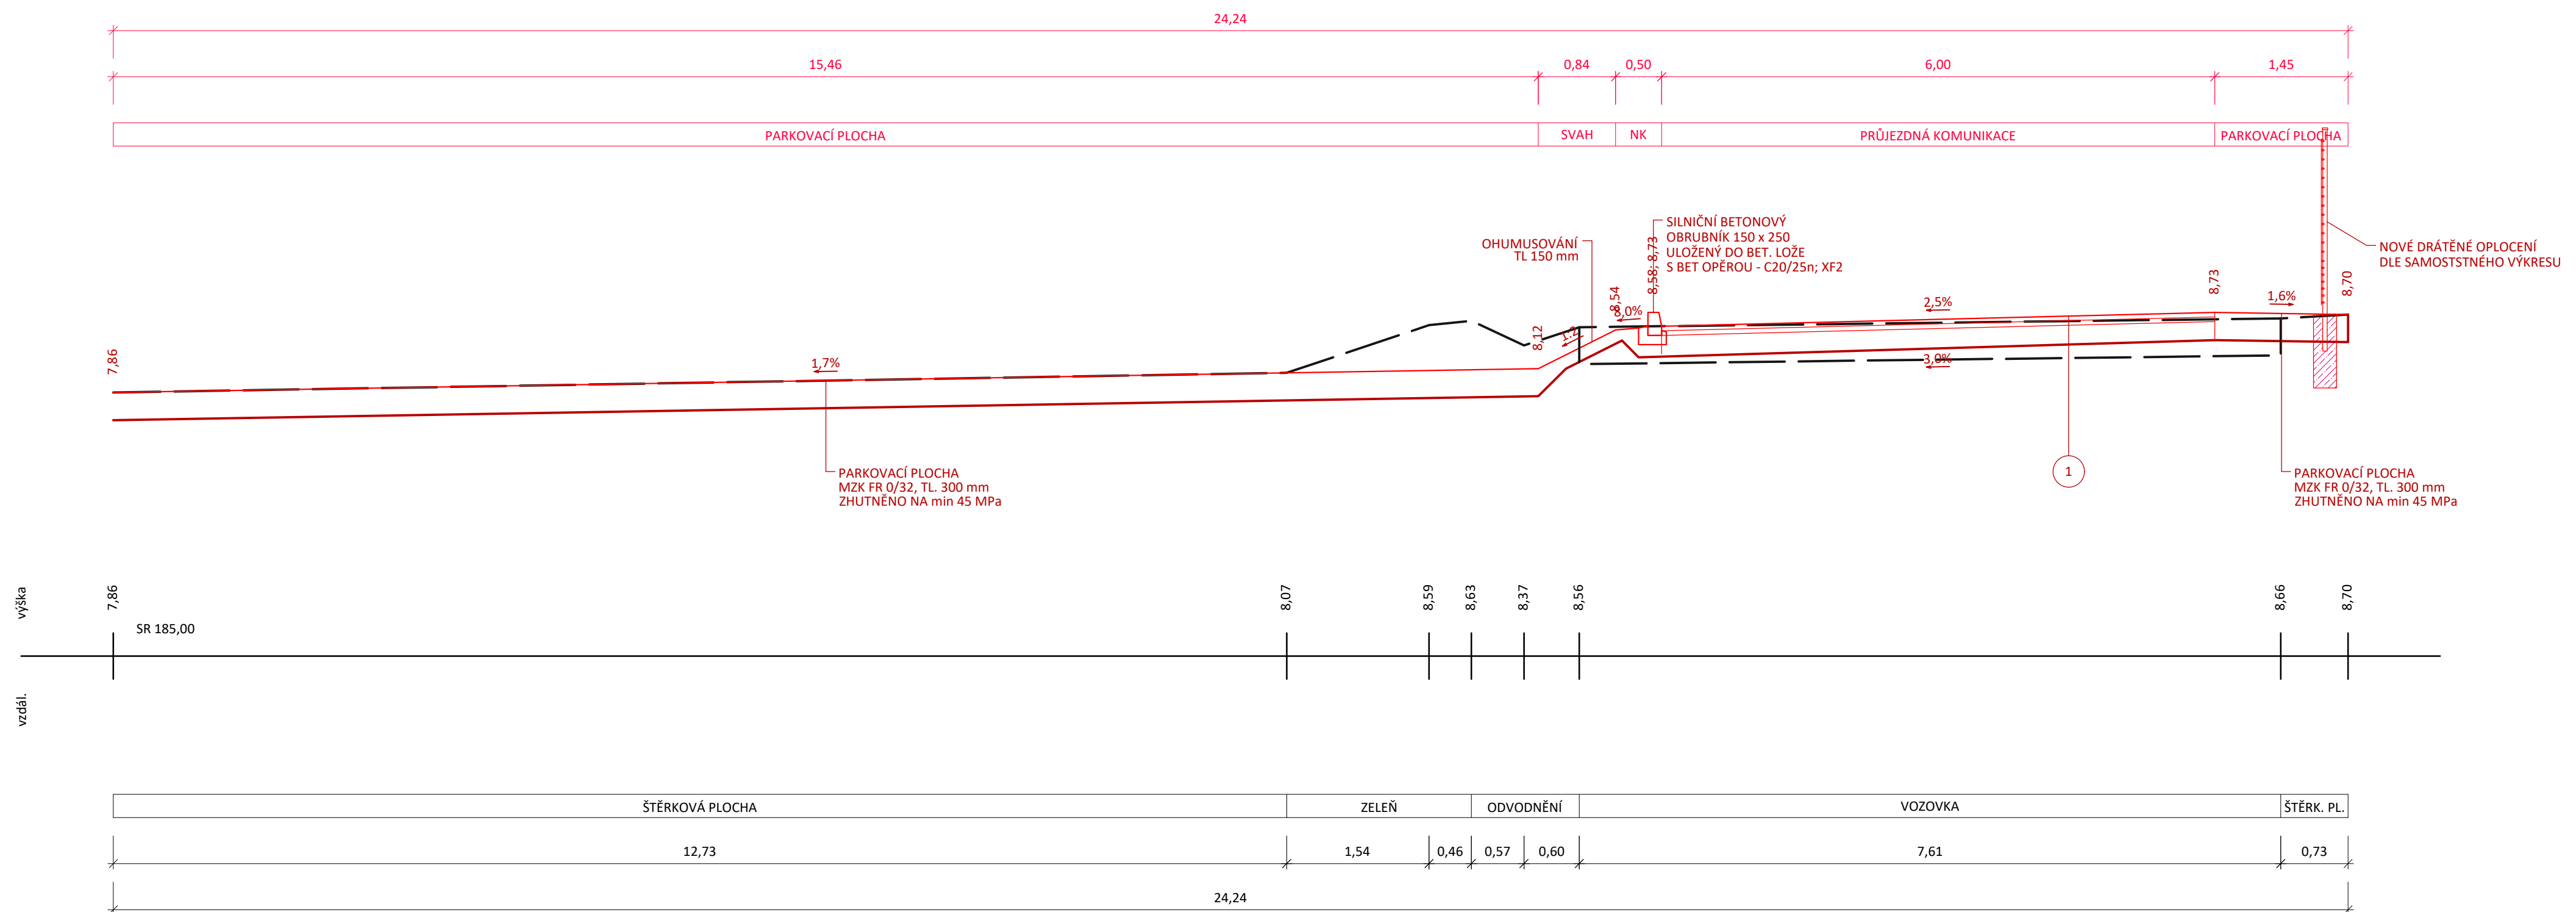 24,24
15,46
0,84
0,50
6,00
1,45
PARKOVACÍ PLOCHA
SVAH
NK
PRŮJEZDNÁ KOMUNIKACE
PARKOVACÍ PLOCHA
SILNIČNÍ BETONOVÝ
OBRUBNÍK 150 x 250
ULOŽENÝ DO BET. LOŽE
S BET OPĚROU - C20/25n; XF2
OHUMUSOVÁNÍ
TL 150 mm
NOVÉ DRÁTĚNÉ OPLOCENÍ
DLE SAMOSTSTNÉHO VÝKRESU
7,86
8,12
8,54
8,58; 8,73
8,73
8,70
1,7%
1:2
8,0%
2,5%
1,6%
3,0%
PARKOVACÍ PLOCHA
MZK FR 0/32, TL. 300 mm
ZHUTNĚNO NA min 45 MPa
1
PARKOVACÍ PLOCHA
MZK FR 0/32, TL. 300 mm
ZHUTNĚNO NA min 45 MPa
výška
7,86
8,07
8,59
8,63
8,37
8,56
8,66
8,70
SR 185,00
vzdál.
ŠTĚRKOVÁ PLOCHA
ZELEŇ
ODVODNĚNÍ
VOZOVKA
ŠTĚRK. PL.
12,73
1,54
0,46
0,57
0,60
7,61
0,73
24,24